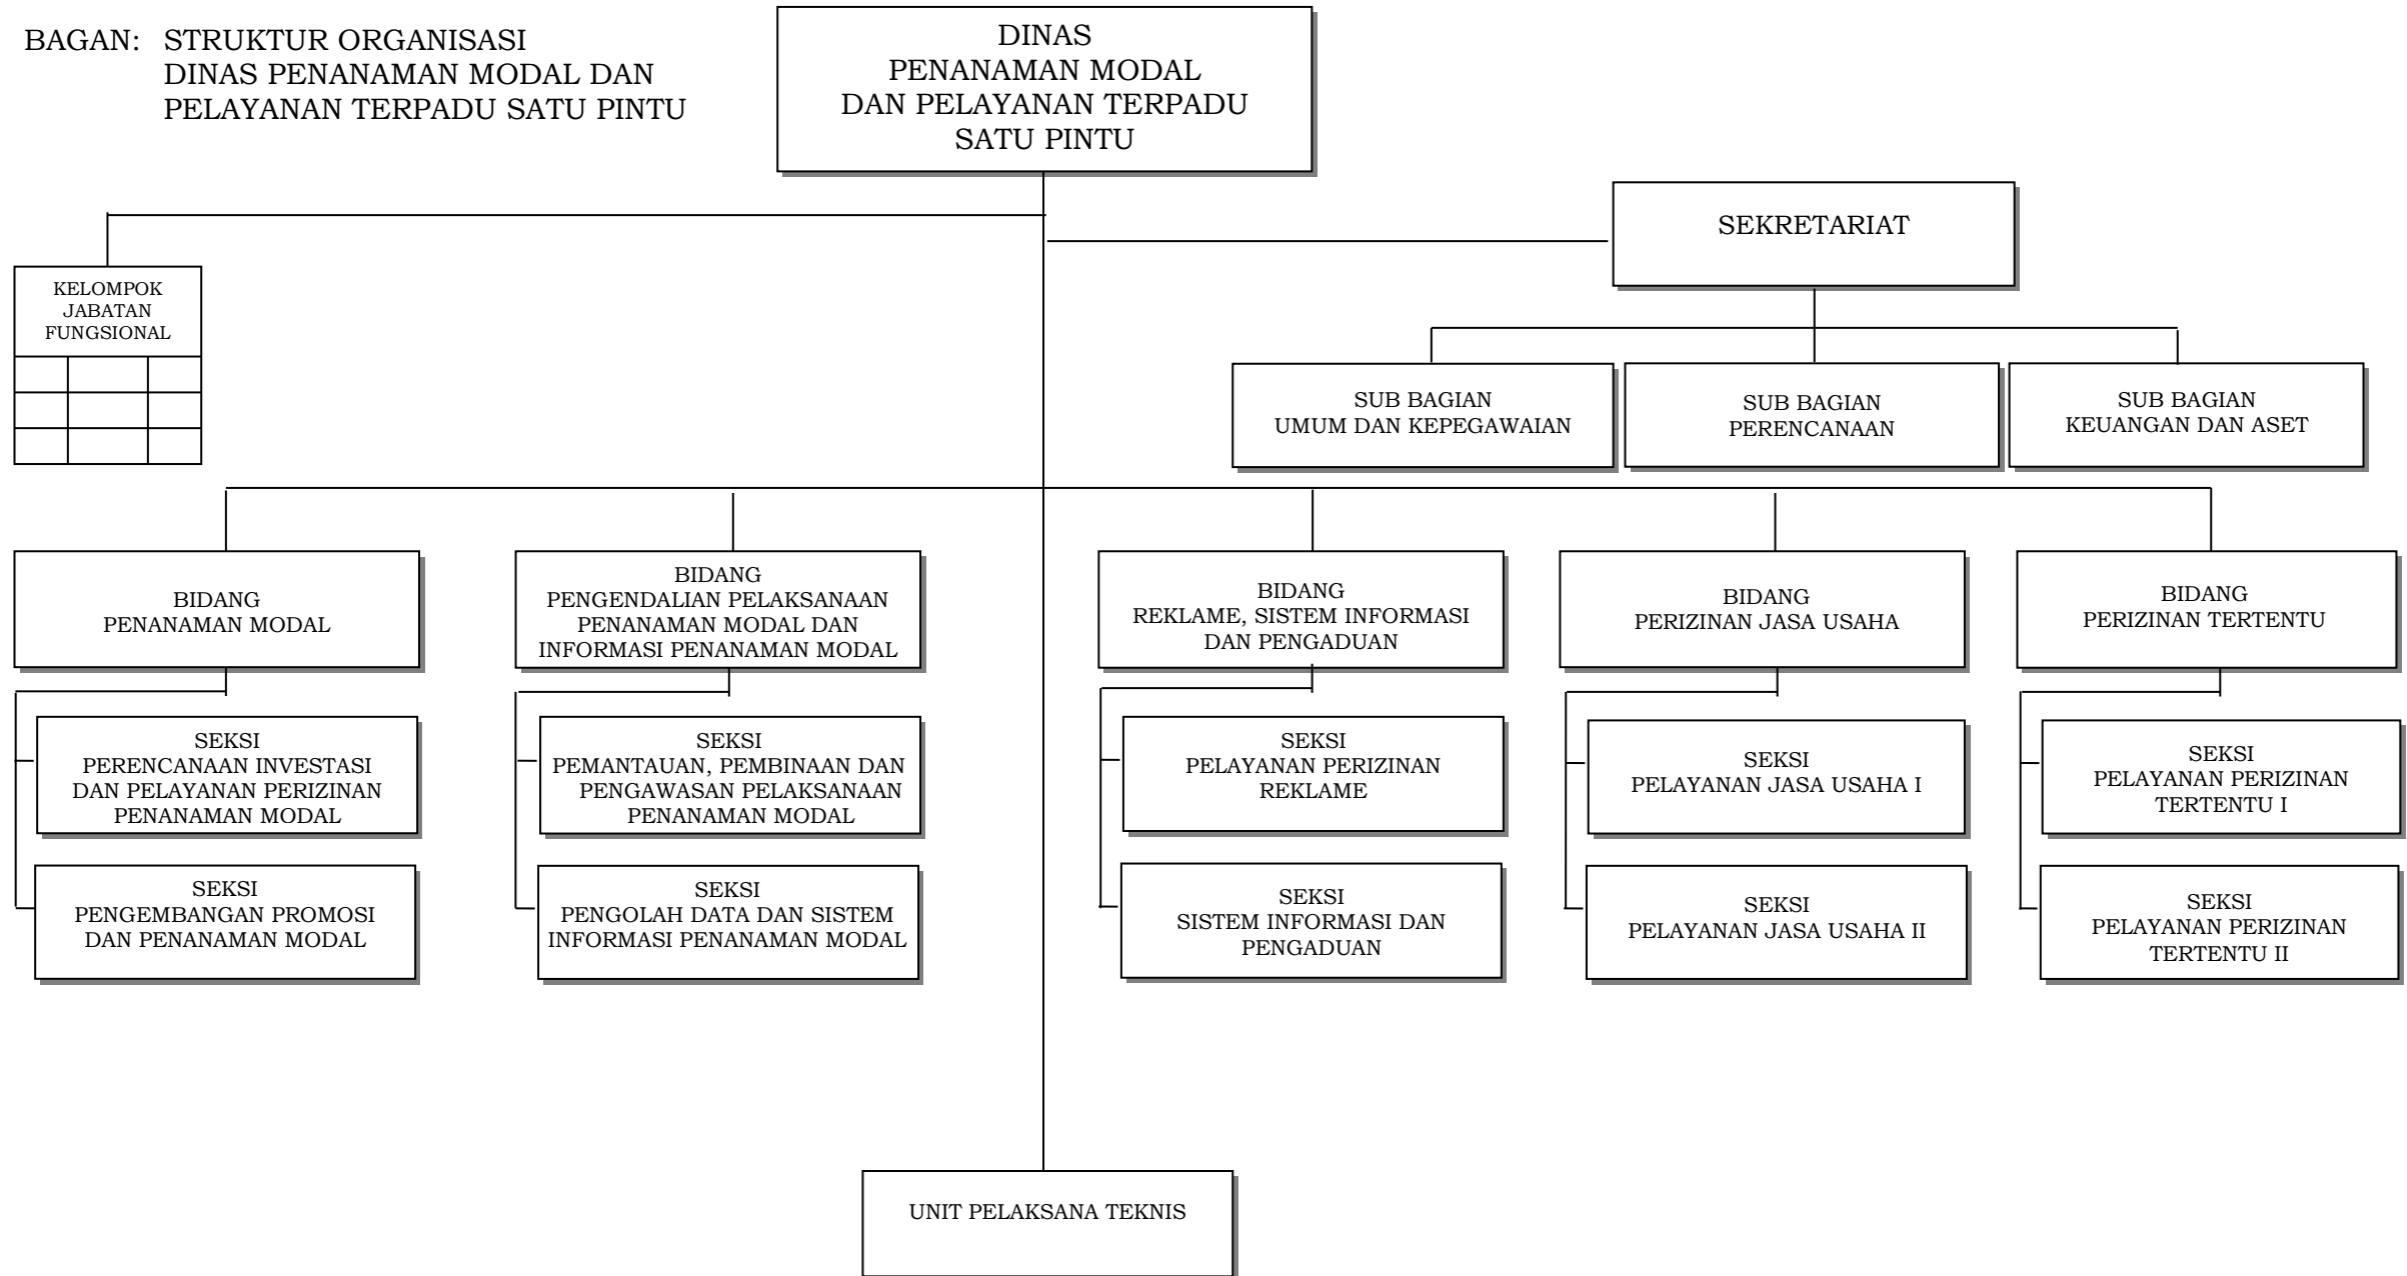 BAGAN: STRUKTUR ORGANISASI
DINAS PENANAMAN MODAL DAN
PELAYANAN TERPADU SATU PINTU
DINAS
PENANAMAN MODAL
DAN PELAYANAN TERPADU
SATU PINTU
SEKRETARIAT
KELOMPOK
JABATAN
FUNGSIONAL
SUB BAGIAN
UMUM DAN KEPEGAWAIAN
SUB BAGIAN
PERENCANAAN
SUB BAGIAN
KEUANGAN DAN ASET
BIDANG
PENANAMAN MODAL
BIDANG
PENGENDALIAN PELAKSANAAN
PENANAMAN MODAL DAN
INFORMASI PENANAMAN MODAL
BIDANG
REKLAME, SISTEM INFORMASI
DAN PENGADUAN
BIDANG
PERIZINAN JASA USAHA
BIDANG
PERIZINAN TERTENTU
SEKSI
PERENCANAAN INVESTASI
DAN PELAYANAN PERIZINAN
PENANAMAN MODAL
SEKSI
PEMANTAUAN, PEMBINAAN DAN
PENGAWASAN PELAKSANAAN
PENANAMAN MODAL
SEKSI
PELAYANAN PERIZINAN
REKLAME
SEKSI
PELAYANAN JASA USAHA I
SEKSI
PELAYANAN PERIZINAN
TERTENTU I
SEKSI
PENGEMBANGAN PROMOSI
DAN PENANAMAN MODAL
SEKSI
PENGOLAH DATA DAN SISTEM
INFORMASI PENANAMAN MODAL
SEKSI
SISTEM INFORMASI DAN
PENGADUAN
SEKSI
PELAYANAN JASA USAHA II
SEKSI
PELAYANAN PERIZINAN
TERTENTU II
UNIT PELAKSANA TEKNIS